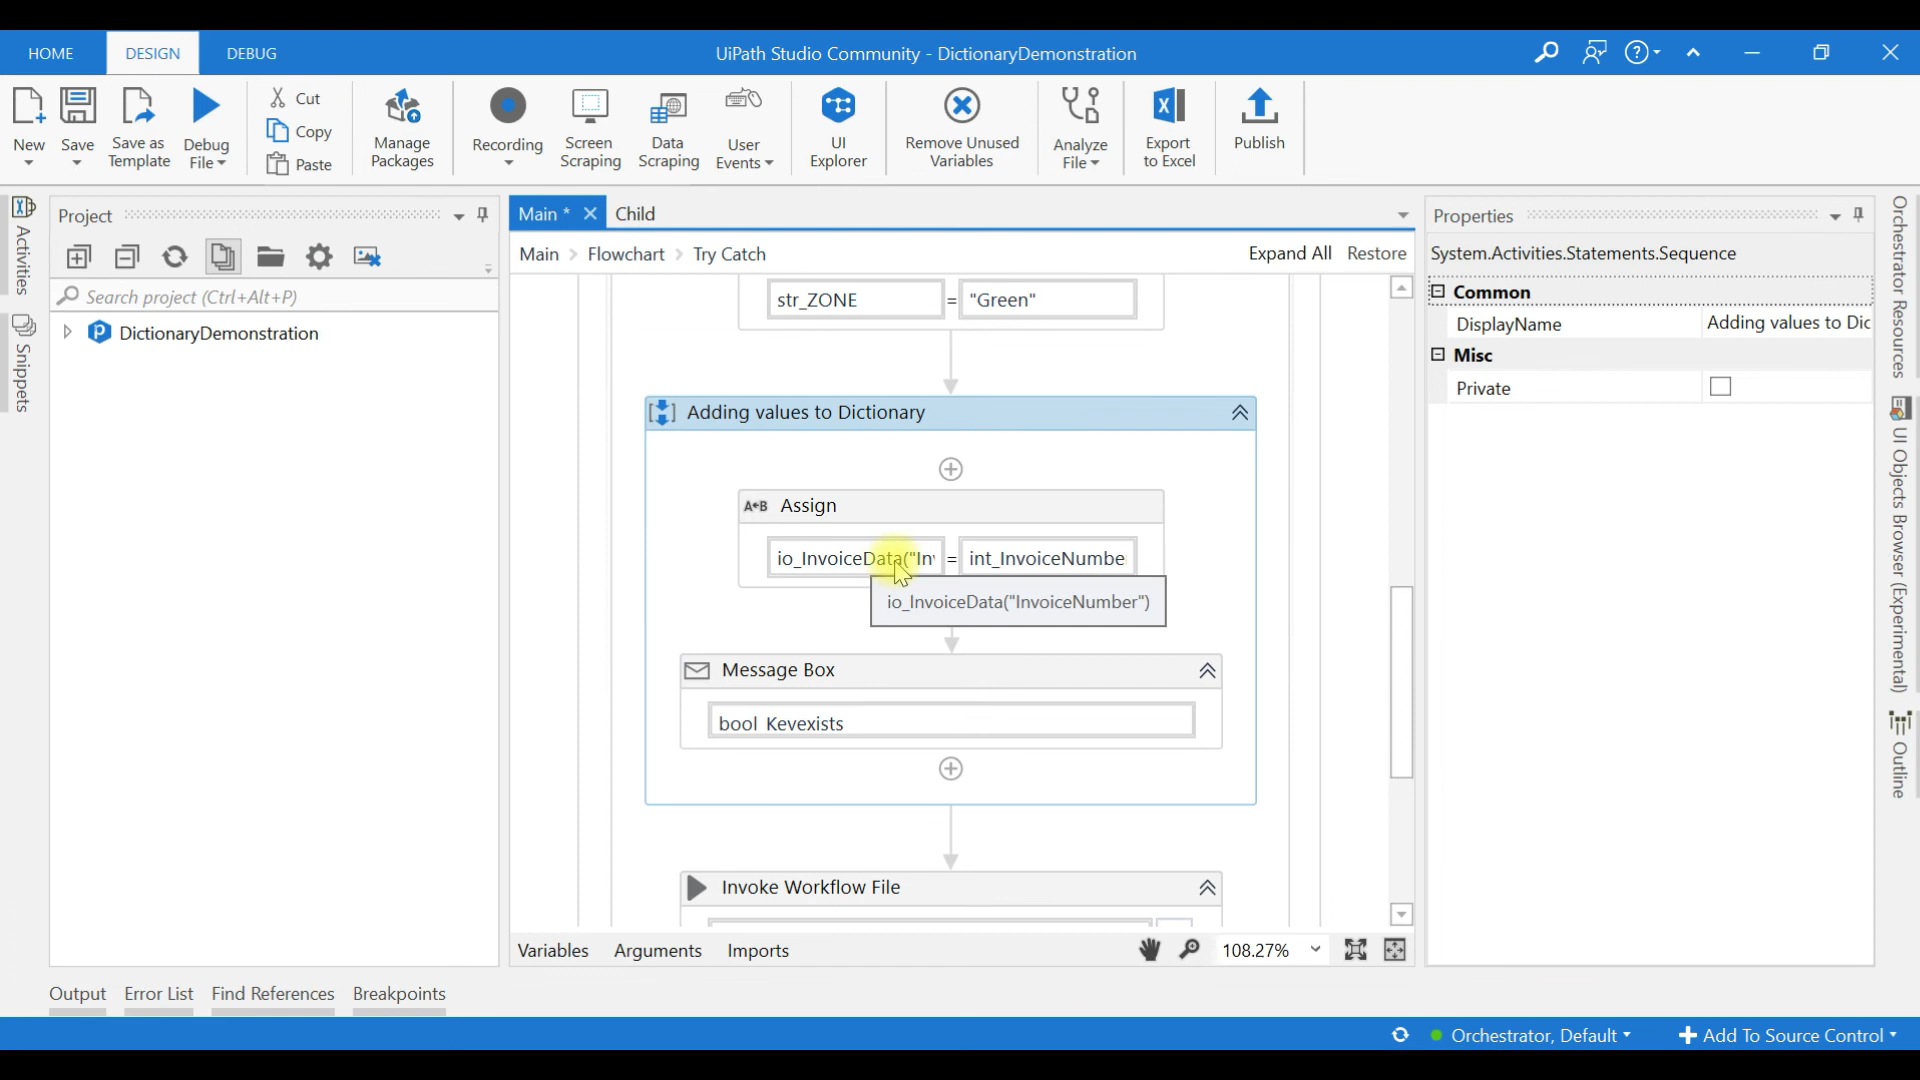 HOME
DESIGN
DEBUG
UiPath Studio Community - DictionaryDemonstration
New
Save
Save as
Template
Debug
File
Cut
Copy
Paste
Manage
Packages
Recording
Screen
Scraping
Data
Scraping
User
Events
UI
Explorer
Remove Unused
Variables
Analyze
File
Export
to Excel
Publish
Activities
Snippets
Project
Search project (Ctrl+Alt+P)
DictionaryDemonstration
Main *
Child
Main > Flowchart > Try Catch
Expand All
Restore
str_ZONE = "Green"
Adding values to Dictionary
A←B Assign
io_InvoiceData("Inv = int_InvoiceNumbe
io_InvoiceData("InvoiceNumber")
Message Box
bool_Keyexists
Invoke Workflow File
Variables
Arguments
Imports
108.27%
Properties
System.Activities.Statements.Sequence
Common
DisplayName Adding values to Dic
Misc
Private
Orchestrator Resources
UI Objects Browser (Experimental)
Outline
Output
Error List
Find References
Breakpoints
Orchestrator, Default
Add To Source Control